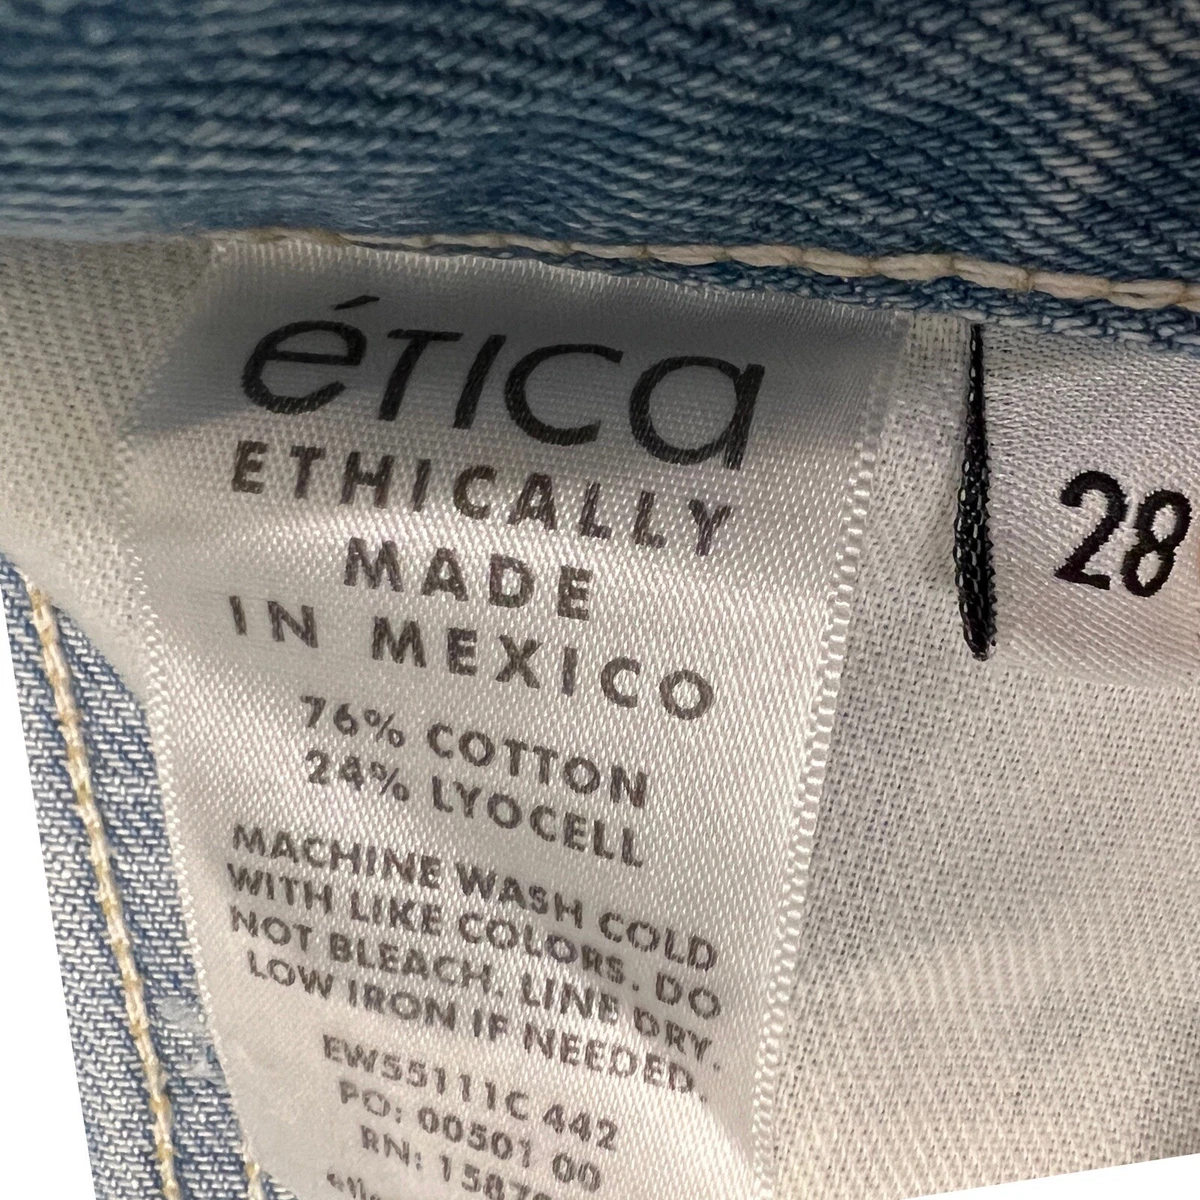 éTICA
ETHICALLY
MADE
IN MEXICO
76% COTTON
24% LYOCELL
MACHINE WASH COLD
WITH LIKE COLORS. DO
NOT BLEACH. LINE DRY.
LOW IRON IF NEEDED.
EW55111C 442
PO: 00501 00
RN:
28